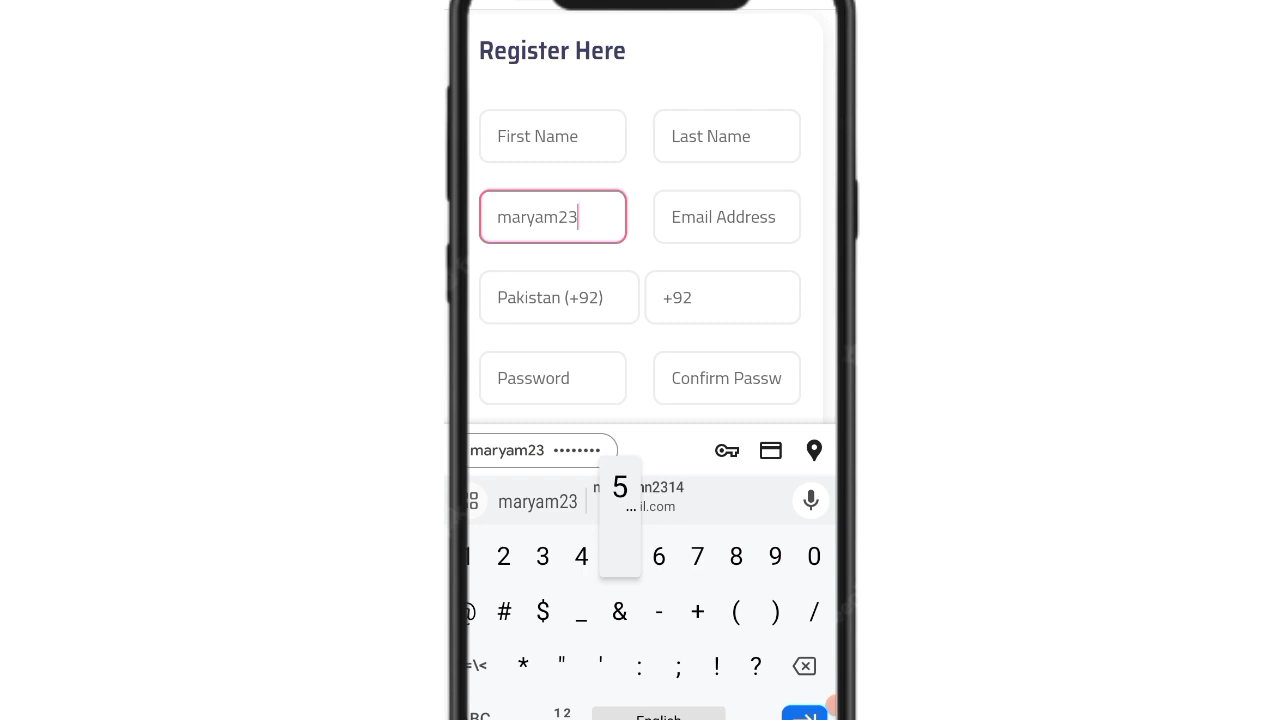 Register Here
First Name Last Name
maryam23 Email Address
Pakistan (+92) +92
Password Confirm Passw
maryam23 ••••••••
5
maryam23
... il.com
1 2 3 4 6 7 8 9 0
@ # $ _ & - + ( ) /
=\< * " ' : ; ! ?
12 English